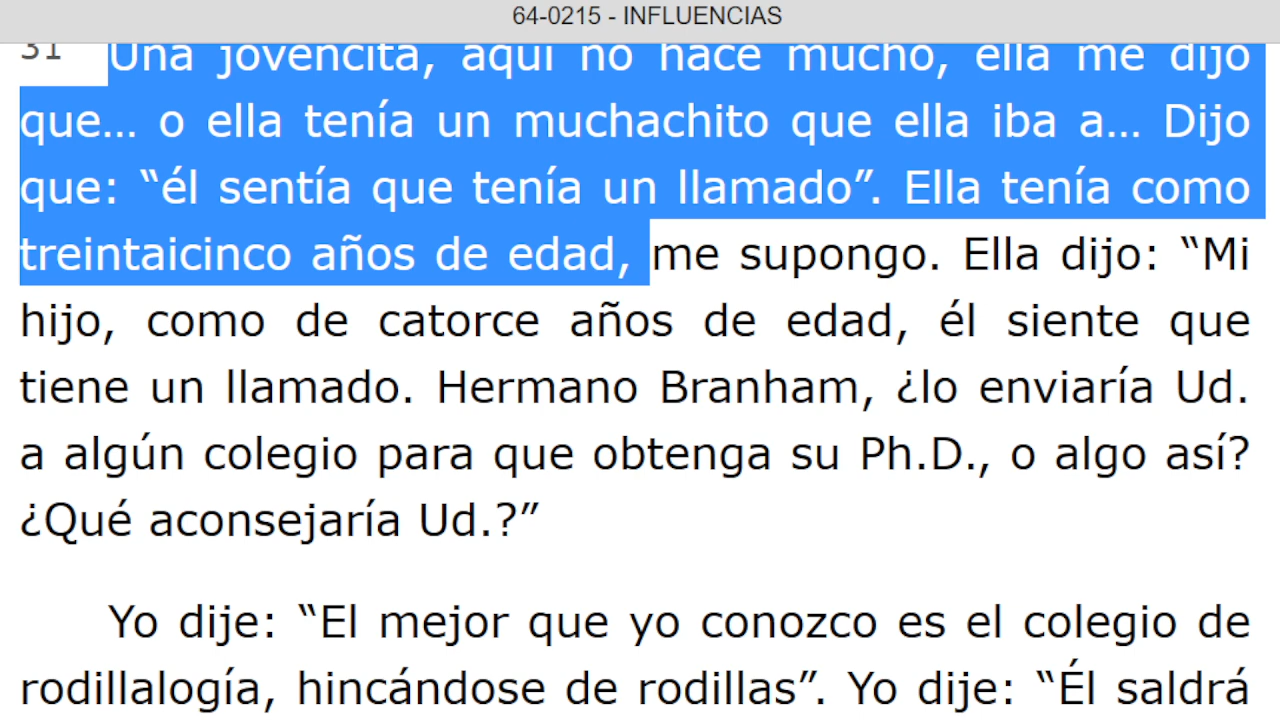 64-0215 - INFLUENCIAS
31 Una jovencita, aquí no hace mucho, ella me dijo
que... o ella tenía un muchachito que ella iba a... Dijo
que: “él sentía que tenía un llamado”. Ella tenía como
treintaicinco años de edad, me supongo. Ella dijo: “Mi
hijo, como de catorce años de edad, él siente que
tiene un llamado. Hermano Branham, ¿lo enviaría Ud.
a algún colegio para que obtenga su Ph.D., o algo así?
¿Qué aconsejaría Ud.?”
Yo dije: “El mejor que yo conozco es el colegio de
rodillalogía, hincándose de rodillas”. Yo dije: “Él saldrá